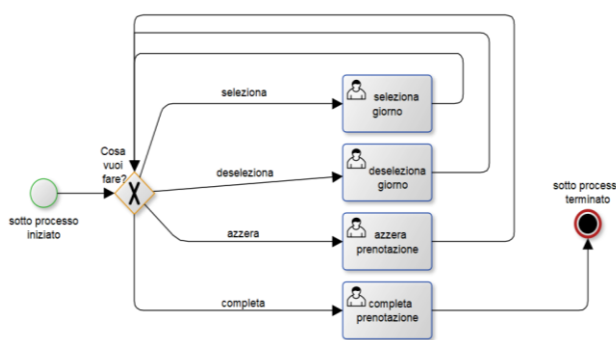 seleziona
seleziona
giorno
Cosa
vuoi
fare?
deseleziona
deseleziona
giorno
sotto processo
iniziato
sotto process
terminato
azzera
azzera
prenotazione
completa
completa
prenotazione